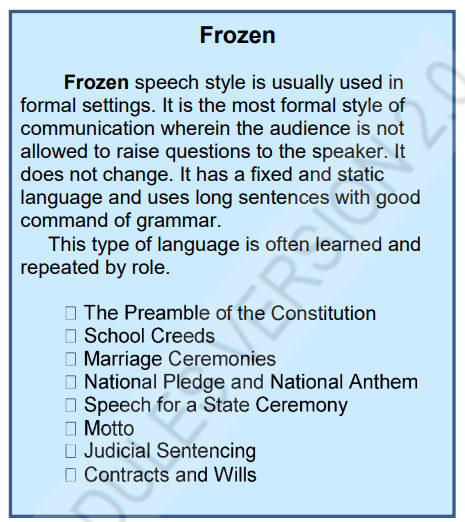 Frozen
Frozen speech style is usually used in
formal settings. It is the most formal style of
communication wherein the audience is not
allowed to raise questions to the speaker. It
does not change. It has a fixed and static
language and uses long sentences with good
command of grammar.
This type of language is often learned and
repeated by role.
The Preamble of the Constitution
School Creeds
Marriage Ceremonies
National Pledge and National Anthem
Speech for a State Ceremony
Motto
Judicial Sentencing
Contracts and Wills
DULES VERSION 2.0